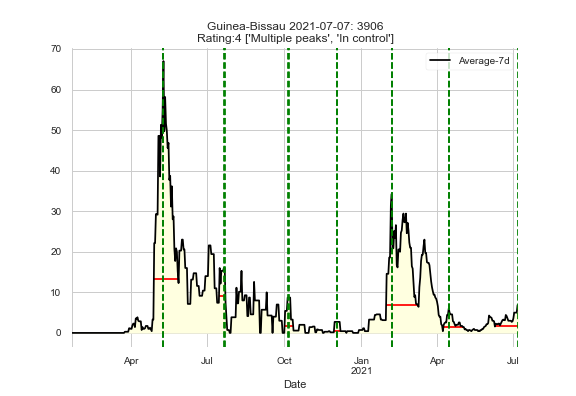 Guinea-Bissau 2021-07-07: 3906
Rating:4 ['Multiple peaks', 'In control']
Average-7d
70
60
50
40
30
20
10
0
Apr
Jul
Oct
Jan
2021
Apr
Jul
Date